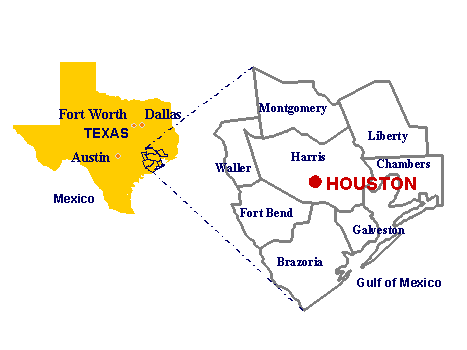 Fort Worth
Dallas
TEXAS
Austin
Mexico
Montgomery
Liberty
Harris
Chambers
Waller
HOUSTON
Fort Bend
Galveston
Brazoria
Gulf of Mexico